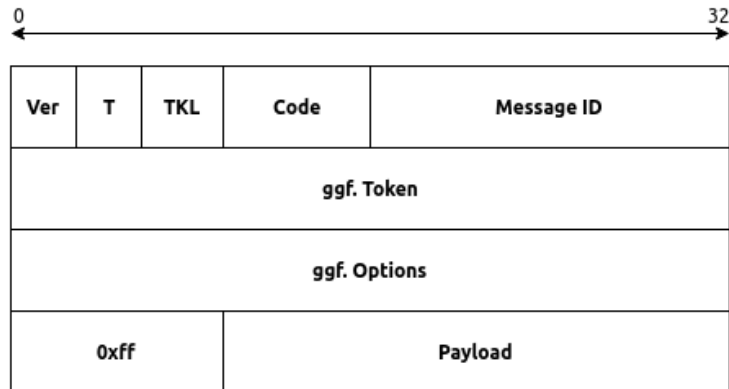 0 32
Ver T TKL Code Message ID
ggf. Token
ggf. Options
0xff Payload